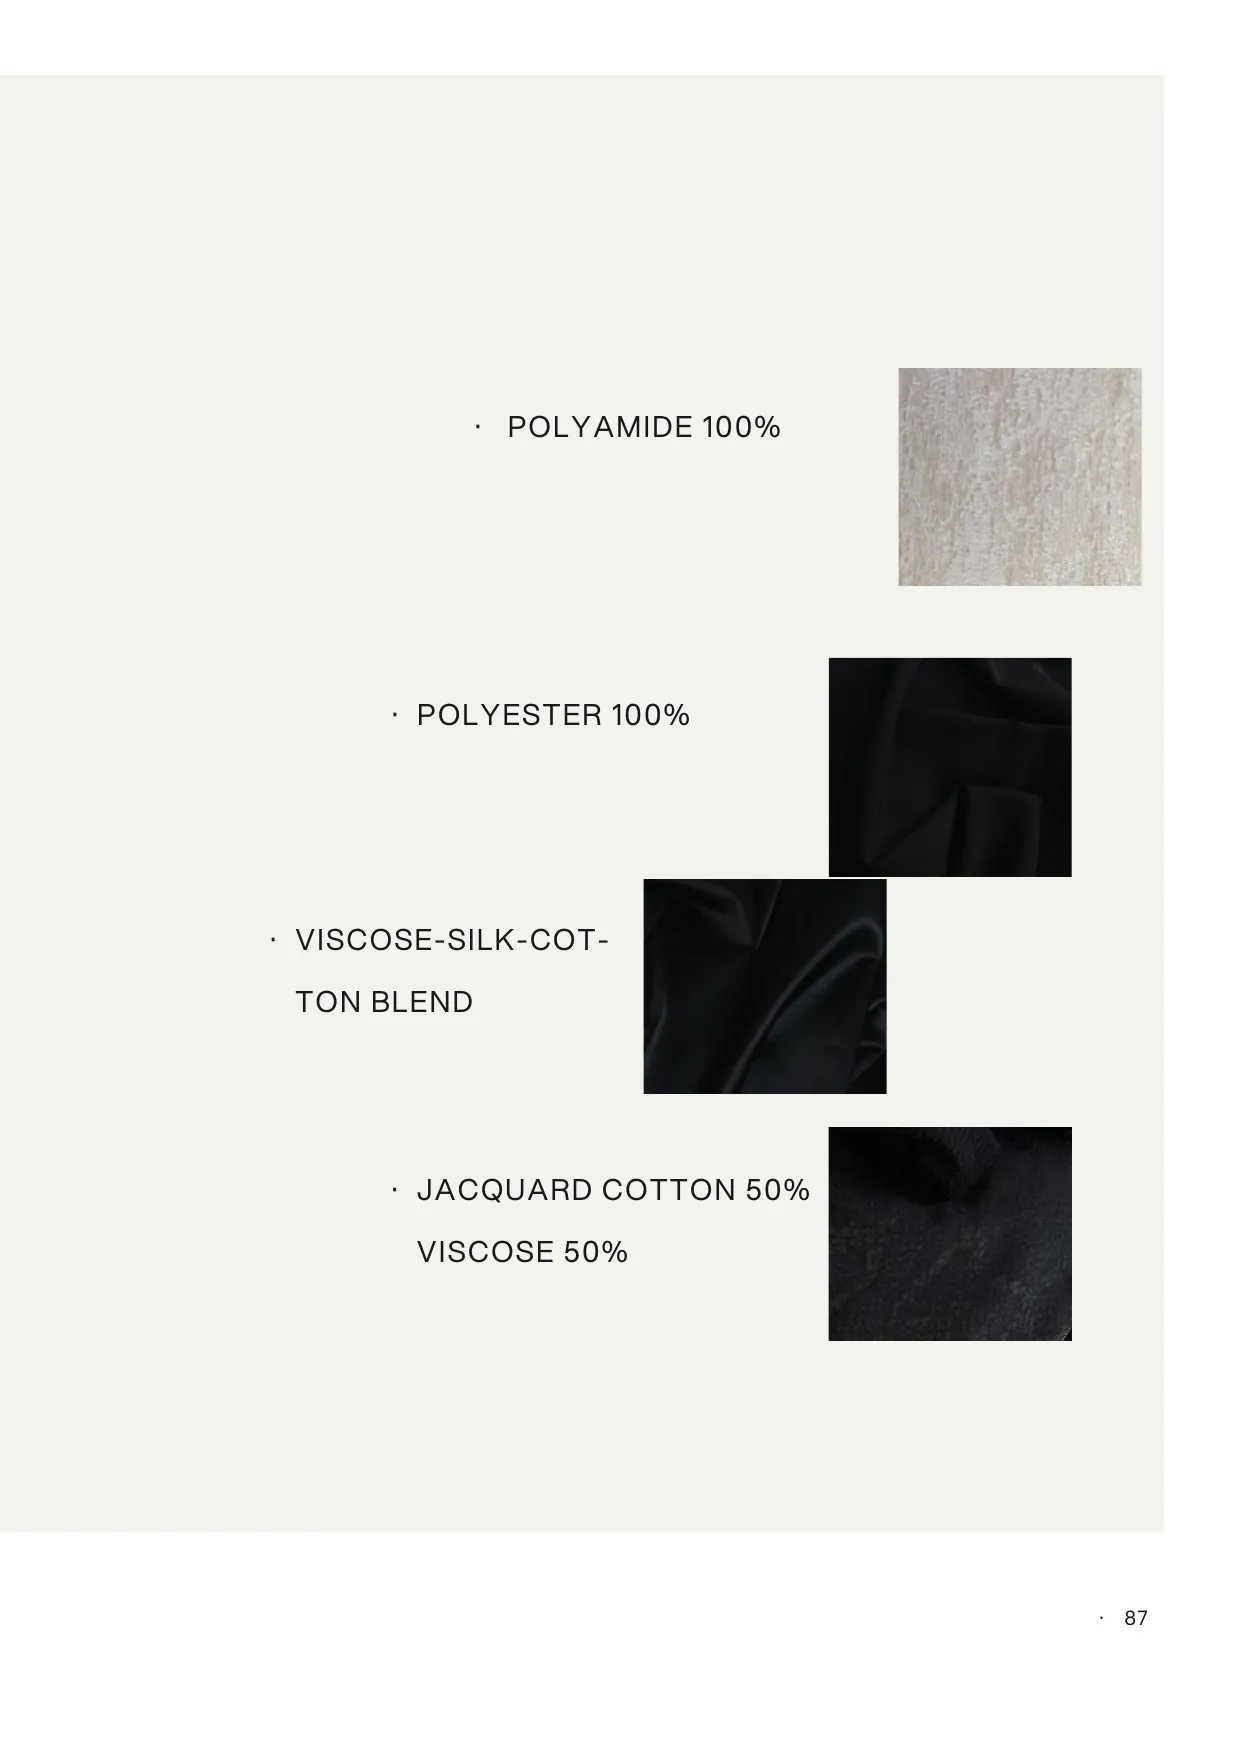 · POLYAMIDE 100%
· POLYESTER 100%
· VISCOSE-SILK-COT-
TON BLEND
· JACQUARD COTTON 50%
VISCOSE 50%
· 87